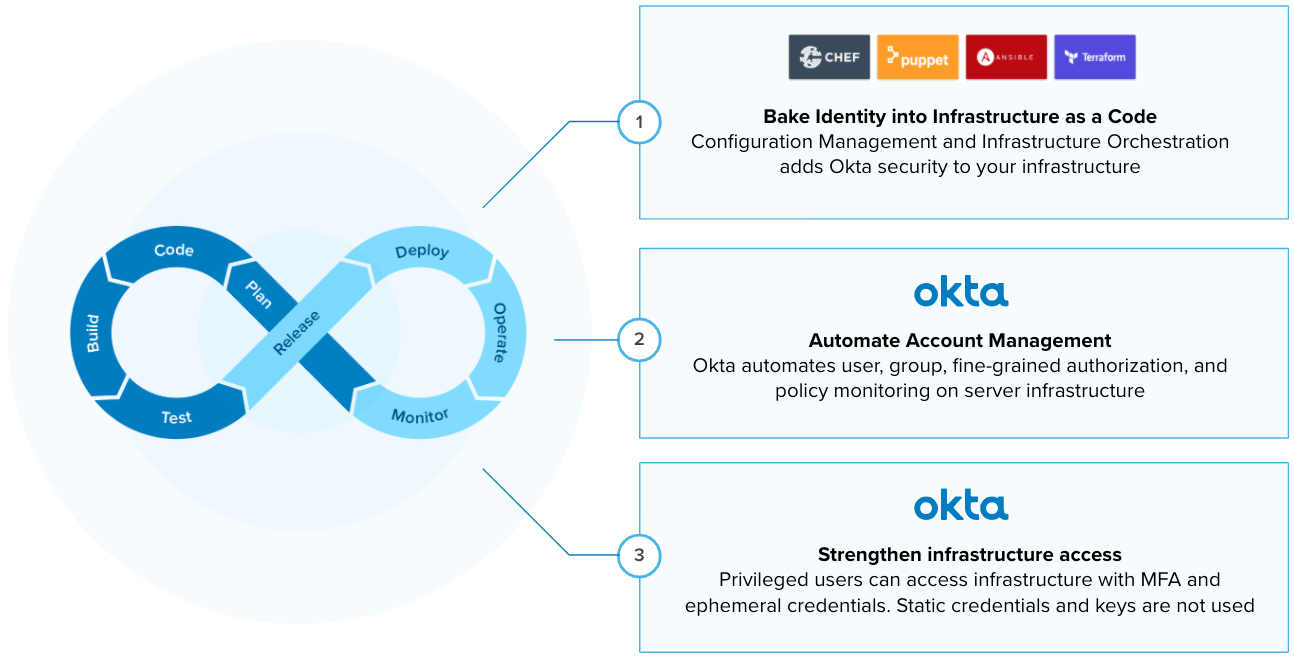 CHEF
puppet
ANSIBLE
Terraform
1
Bake Identity into Infrastructure as a Code
Configuration Management and Infrastructure Orchestration
adds Okta security to your infrastructure
Code
Plan
Build
Test
Release
Deploy
Operate
Monitor
okta
2
Automate Account Management
Okta automates user, group, fine-grained authorization, and
policy monitoring on server infrastructure
okta
3
Strengthen infrastructure access
Privileged users can access infrastructure with MFA and
ephemeral credentials. Static credentials and keys are not used